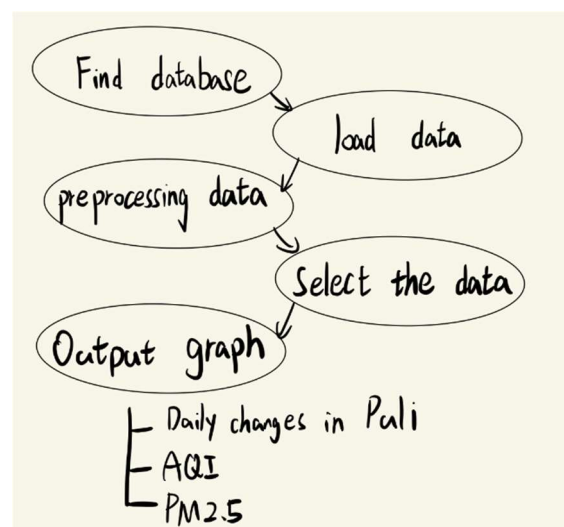 Find database
load data
preprocessing data
Select the data
Output graph
Daily changes in Puli
AQI
PM2.5